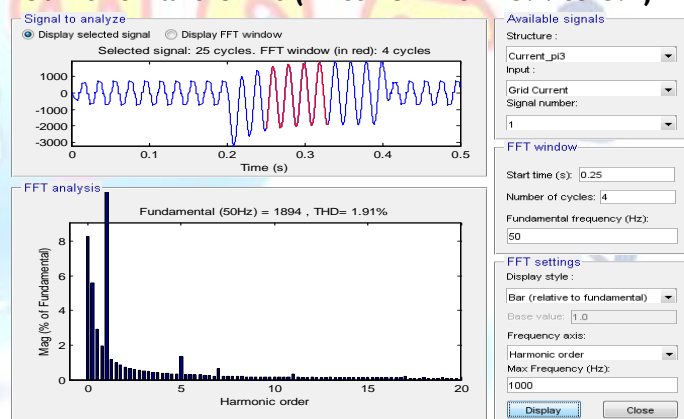 Signal to analyze
Display selected signal Display FFT window
Selected signal: 25 cycles. FFT window (in red): 4 cycles
1000
0
-1000
-2000
-3000
0 0.1 0.2 0.3 0.4 0.5
Time (s)
FFT analysis
Fundamental (50Hz) = 1894 , THD= 1.91%
Mag (% of Fundamental)
8
6
4
2
0
0 5 10 15 20
Harmonic order
Available signals
Structure :
Current_pi3
Input :
Grid Current
Signal number:
1
FFT window
Start time (s): 0.25
Number of cycles: 4
Fundamental frequency (Hz):
50
FFT settings
Display style :
Bar (relative to fundamental)
Base value: 1.0
Frequency axis:
Harmonic order
Max Frequency (Hz):
1000
Display Close